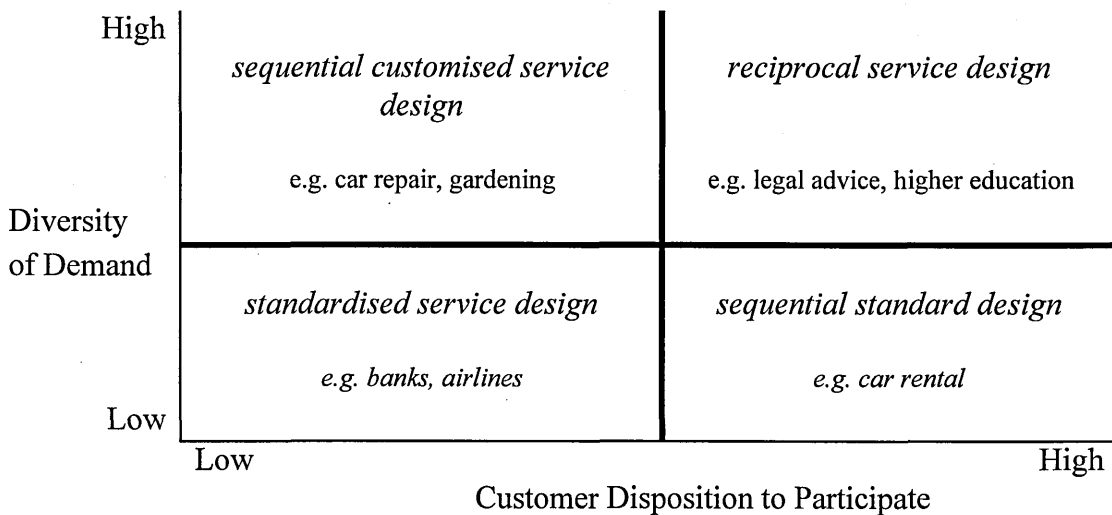 High
sequential customised service
design
reciprocal service design
e.g. car repair, gardening
e.g. legal advice, higher education
Diversity
of Demand
standardised service design
sequential standard design
e.g. banks, airlines
e.g. car rental
Low
Low
High
Customer Disposition to Participate